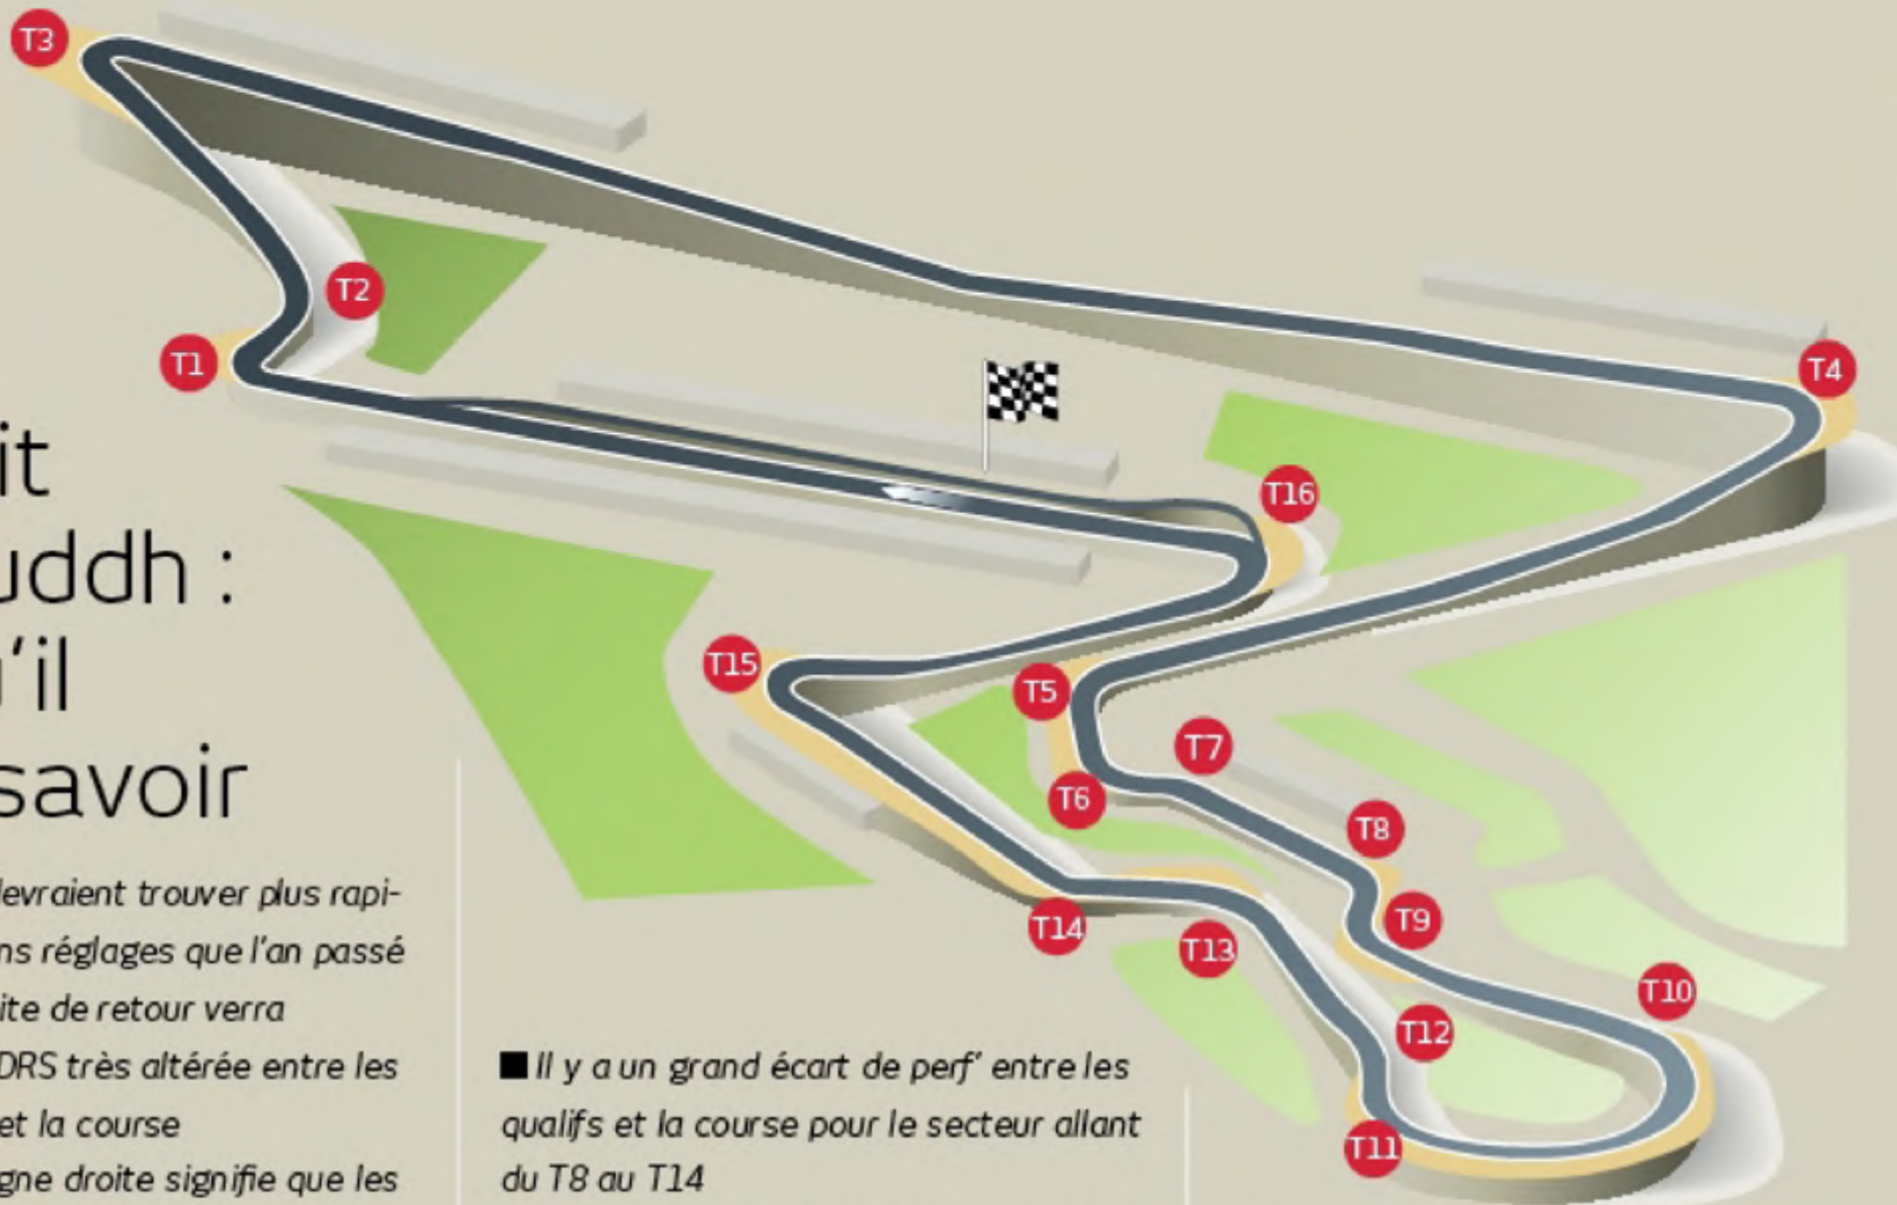 it
uddh :
u'il
savoir
levraient trouver plus rapi-
ns réglages que l'an passé
ite de retour verra
DRS très altérée entre les
et la course
gne droite signifie que les
■ Il y a un grand écart de perf' entre les
qualifs et la course pour le secteur allant
du T8 au T14
T3
T2
T1
T4
T16
T15
T5
T7
T6
T8
T9
T14
T13
T10
T12
T11